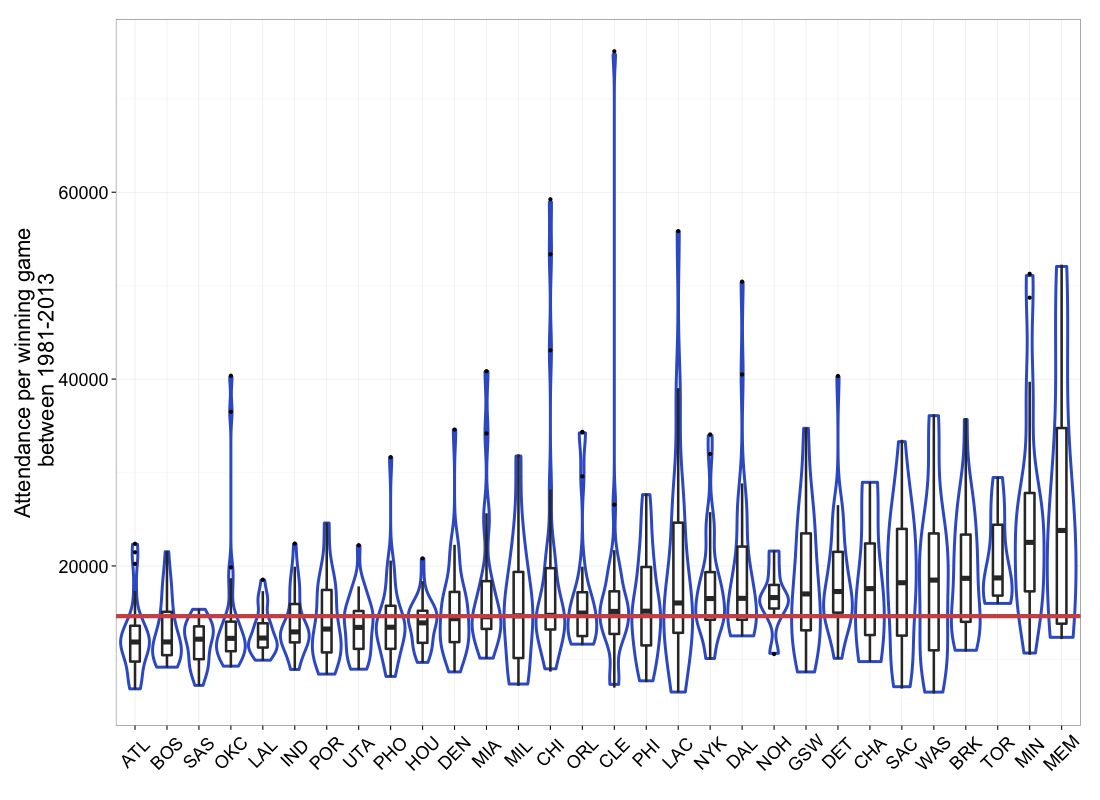 Attendance per winning game
between 1981-2013
60000
40000
20000
ATL BOS SAS OKC LAL IND POR UTA PHO HOU DEN MIA MIL CHI ORL CLE PHI LAC NYK DAL NOH GSW DET CHA SAC WAS BRK TOR MIN MEM